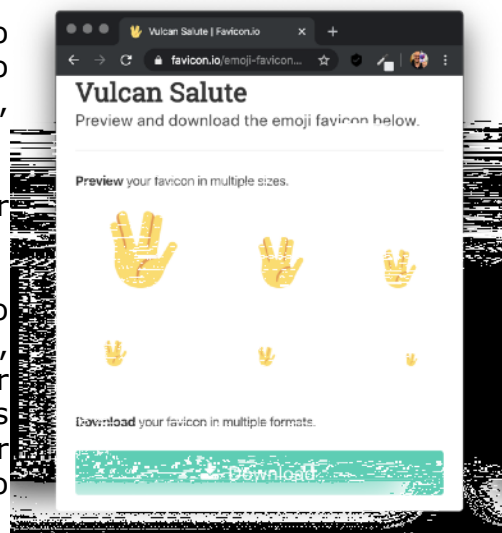 Vulcan Salute | Favicon.io
favicon.io/emoji-favicon...
Vulcan Salute
Preview and download the emoji favicon below.
Preview your favicon in multiple sizes.
Download your favicon in multiple formats.
Download